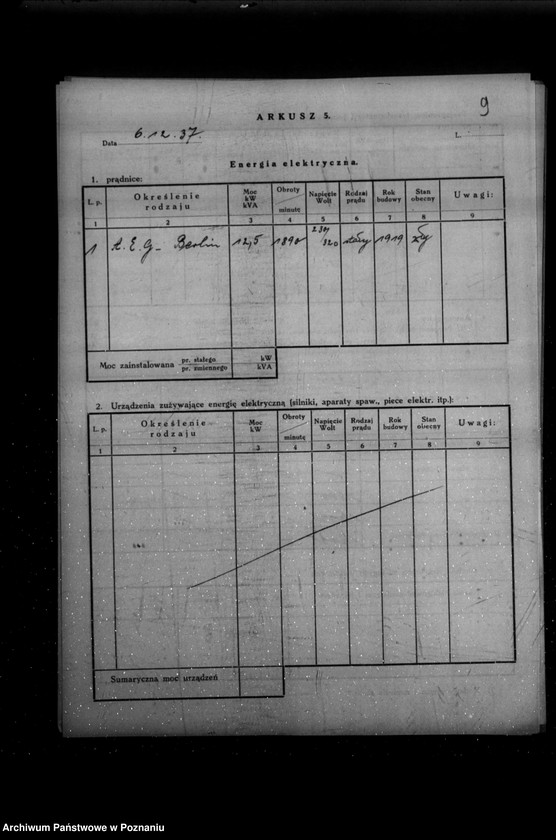 9
ARKUSZ 5.
Data 6.12.37. L.
Energia elektryczna.
1. prądnice:
L. p. Określenie rodzaju Moc kW kVA Obroty minutę Napięcie Wolt Rodzaj prądu Rok budowy Stan obecny Uwagi:
1 2 3 4 5 6 7 8 9
1 A. E. G. Berlin 12,5 1890 230/320 stały 1919 zły
Moc zainstalowana pr. stałego kW
pr. zmiennego kVA
2. Urządzenia zużywające energię elektryczną (silniki, aparaty spaw., piece elektr. itp.):
L. p. Określenie rodzaju Moc kW Obroty minutę Napięcie Wolt Rodzaj prądu Rok budowy Stan obecny Uwagi:
1 2 3 4 5 6 7 8 9
Sumaryczna moc urządzeń
Archiwum Państwowe w Poznaniu